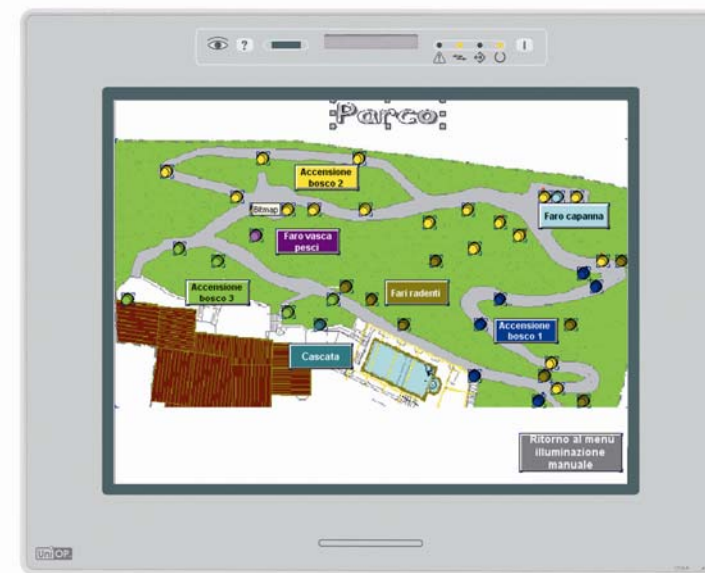 ?
I
Parco
Accensione
bosco 2
Bitmap
Faro capanna
Faro vasca
pesci
Accensione
bosco 3
Fari radenti
Accensione
bosco 1
Cascata
Ritorno al menù
illuminazione
manuale
UniOP